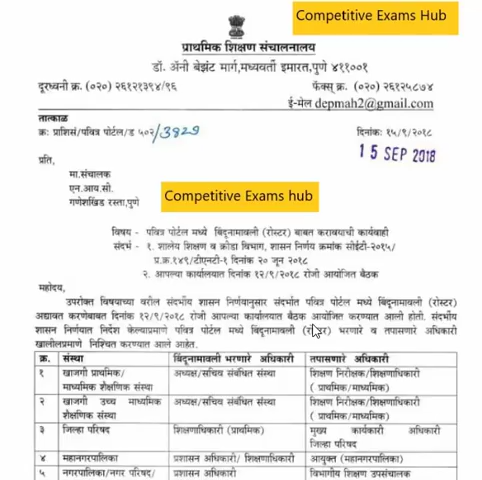 Competitive Exams Hub
प्राथमिक शिक्षण संचालनालय
डॉ. ॲनी बेझंट मार्ग,मध्यवर्ती इमारत,पुणे ४११००१
दूरध्वनी क्र. (०२०) २६१२१३९४/९६ फॅक्स् क्र. (०२०) २६१२५८७४
ई-मेल depmah2@gmail.com
तात्काळ
क्र: प्राशिसं/पवित्र पोर्टल/ड ५०२/3829 दिनांक: १५/९/२०१८
15 SEP 2018
प्रति,
मा.संचालक
एन.आय.सी.
गणेशखिंड रस्ता,पुणे
Competitive Exams hub
विषय - पवित्र पोर्टल मध्ये बिंदूनामावली (रोस्टर) बाबत करावयाची कार्यवाही
संदर्भ - १. शालेय शिक्षण व क्रीडा विभाग, शासन निर्णय क्रमांक सीईटी-२०१५/
प्र.क्र.१४९/टीएनटी-१ दिनांक २० जून २०१८
२. आपल्या कार्यालयात दिनांक १२/९/२०१८ रोजी आयोजित बैठक
महोदय,
उपरोक्त विषयाच्या वरील संदर्भीय शासन निर्णयानुसार संदर्भात पवित्र पोर्टल मध्ये बिंदूनामावली (रोस्टर)
अद्यावत करणेबाबत दिनांक १२/९/२०१८ रोजी आपल्या कार्यालयात बैठक आयोजित करण्यात आली होती. संदर्भीय
शासन निर्णयात निर्देश केल्याप्रमाणे पवित्र पोर्टल मध्ये बिंदूनामावली (रोस्टर) भरणारे व तपासणारे अधिकारी
खालीलप्रमाणे निश्चित करण्यात आले आहेत.
क्र. संस्था बिंदूनामावली भरणारे अधिकारी तपासणारे अधिकारी
१ खाजगी प्राथमिक/ अध्यक्ष/सचिव संबंधित संस्था शिक्षण निरीक्षक/शिक्षणाधिकारी
माध्यमिक शैक्षणिक संस्था ( प्राथमिक/माध्यमिक)
२ खाजगी उच्च माध्यमिक अध्यक्ष/सचिव संबंधित संस्था शिक्षण निरीक्षक/शिक्षणाधिकारी
शैक्षणिक संस्था ( प्राथमिक/माध्यमिक)
३ जिल्हा परिषद शिक्षणाधिकारी (प्राथमिक) मुख्य कार्यकारी अधिकारी
जिल्हा परिषद
४ महानगरपालिका प्रशासन अधिकारी/ शिक्षणाधिकारी आयुक्त (महानगरपालिका)
५ नगरपालिका/नगर परिषद/ प्रशासन अधिकारी विभागीय शिक्षण उपसंचालक